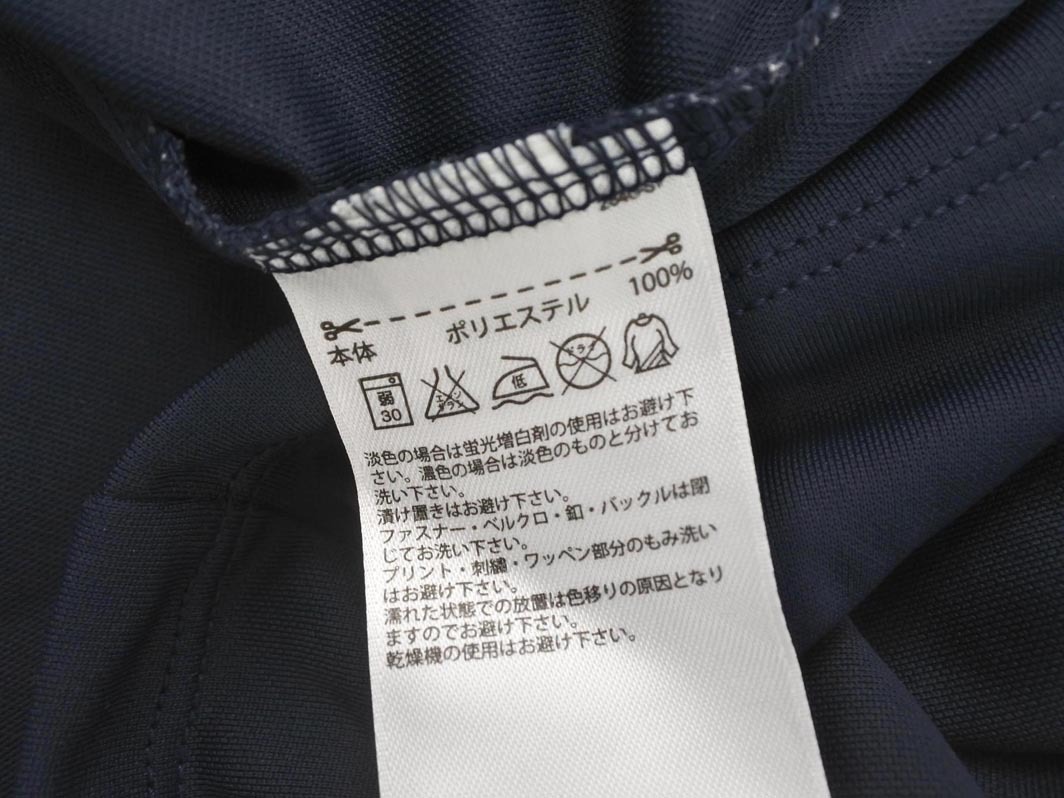 本体 ポリエステル 100%
弱 30 エンソサラシ 低 ドライ
淡色の場合は蛍光増白剤の使用はお避け下
さい。濃色の場合は淡色のものと分けてお
洗い下さい。
漬け置きはお避け下さい。
ファスナー・ベルクロ・釦・バックルは閉
じてお洗い下さい。
プリント・刺繍・ワッペン部分のもみ洗い
はお避け下さい。
濡れた状態での放置は色移りの原因となり
ますのでお避け下さい。
乾燥機の使用はお避け下さい。